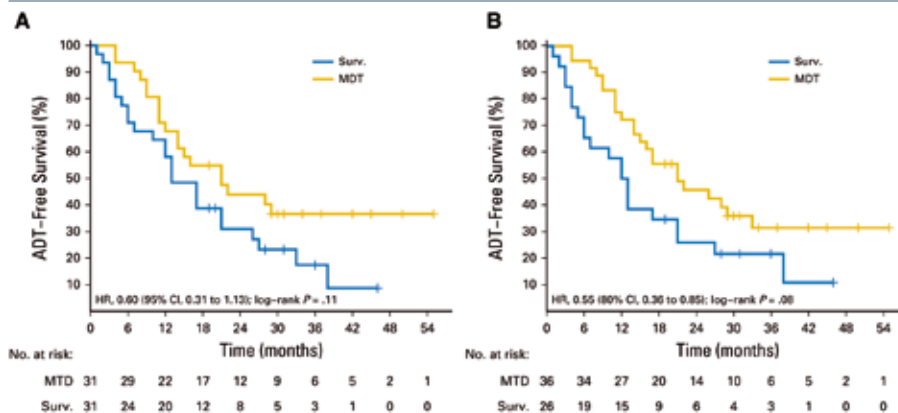 A
ADT–Free Survival (%)
100
90
80
70
60
50
40
30
20
10
Surv.
MDT
HR, 0.60 (95% CI, 0.31 to 1.13); log–rank P = .11
0 6 12 18 24 30 36 42 48 54
Time (months)
No. at risk:
MTD 31 29 22 17 12 9 6 5 2 1
Surv. 31 24 20 12 8 5 3 1 0 0
B
ADT–Free Survival (%)
100
90
80
70
60
50
40
30
20
10
Surv.
MDT
HR, 0.55 (80% CI, 0.36 to 0.85); log–rank P = .08
0 6 12 18 24 30 36 42 48 54
Time (months)
No. at risk:
MTD 36 34 27 20 14 10 6 5 2 1
Surv. 26 19 15 9 6 4 3 1 0 0